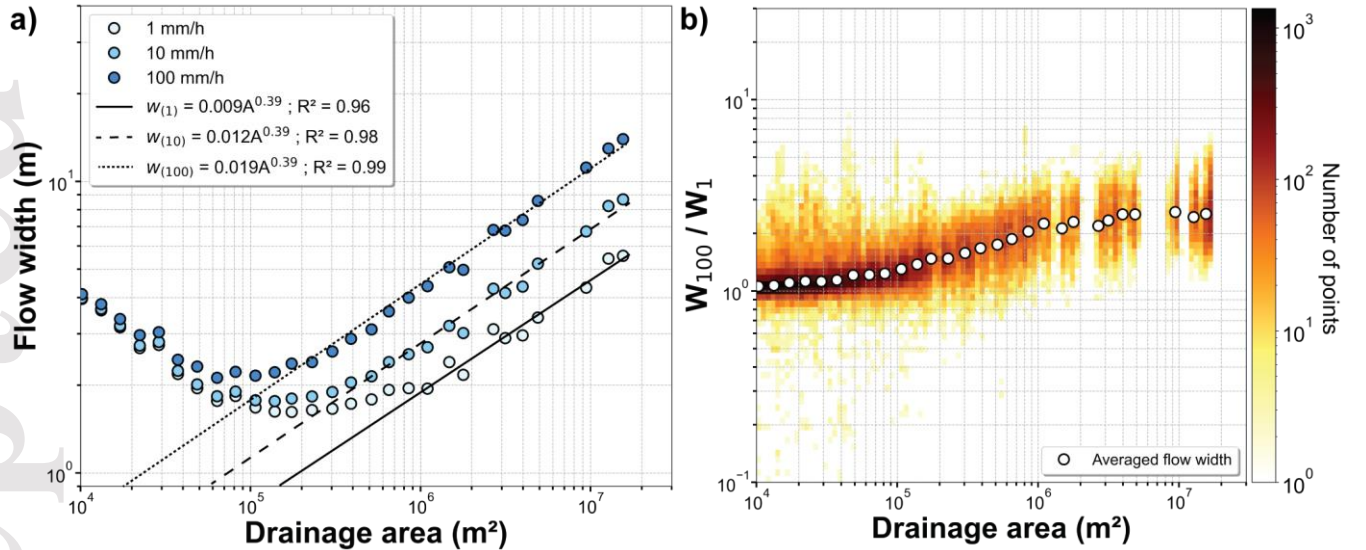 a)
1 mm/h
10 mm/h
100 mm/h
w(1) = 0.009A^0.39 ; R² = 0.96
w(10) = 0.012A^0.39 ; R² = 0.98
w(100) = 0.019A^0.39 ; R² = 0.99
Flow width (m)
10^1
10^0
10^4 10^5 10^6 10^7
Drainage area (m²)
b)
W100 / W1
10^1
10^0
10^−1
10^4 10^5 10^6 10^7
Drainage area (m²)
Averaged flow width
10^3
10^2
10^1
10^0
Number of points